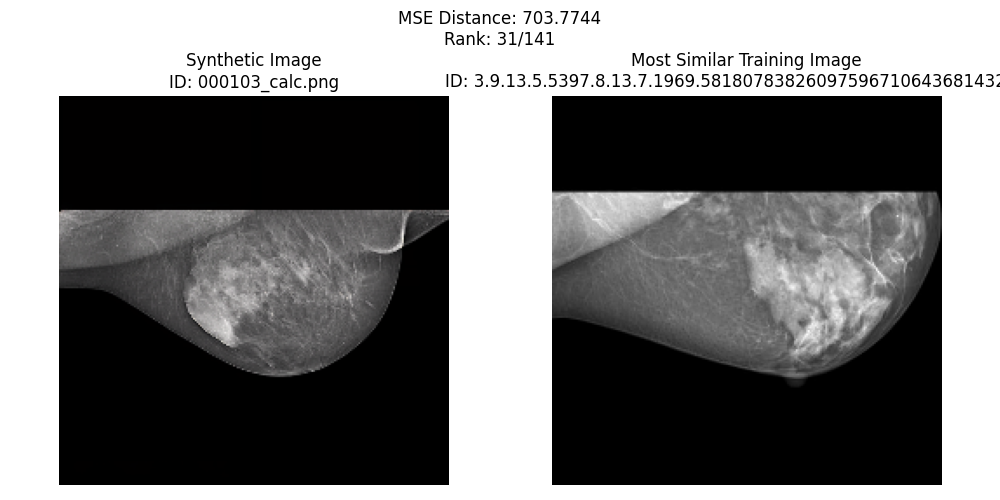 MSE Distance: 703.7744
Rank: 31/141
Synthetic Image
ID: 000103_calc.png
Most Similar Training Image
ID: 3.9.13.5.5397.8.13.7.1969.58180783826097596710643681432